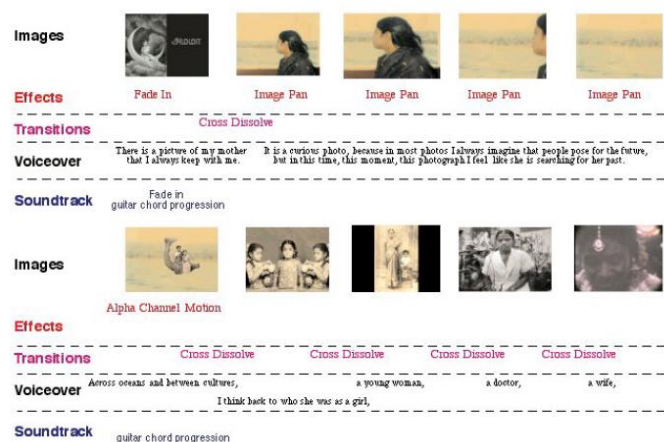 Images
Effects
Fade In Image Pan Image Pan Image Pan Image Pan
Transitions
Cross Dissolve
Voiceover
There is a picture of my mother
that I always keep with me.
It is a curious photo, because in most photos I always imagine that people pose for the future,
but in this time, this moment, this photograph I feel like she is searching for her past.
Soundtrack
Fade in
guitar chord progression
Images
Alpha Channel Motion
Effects
Transitions
Cross Dissolve Cross Dissolve Cross Dissolve Cross Dissolve
Voiceover
Across oceans and between cultures, a young woman, a doctor, a wife,
I think back to who she was as a girl,
Soundtrack
guitar chord progression